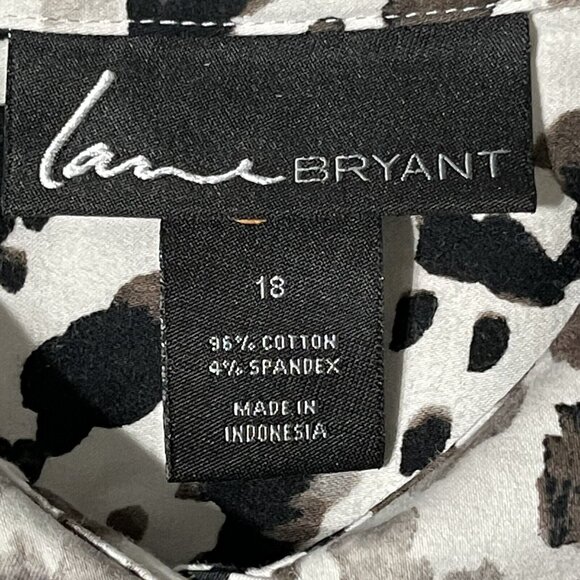 Lane BRYANT
18
96% COTTON
4% SPANDEX
MADE IN
INDONESIA